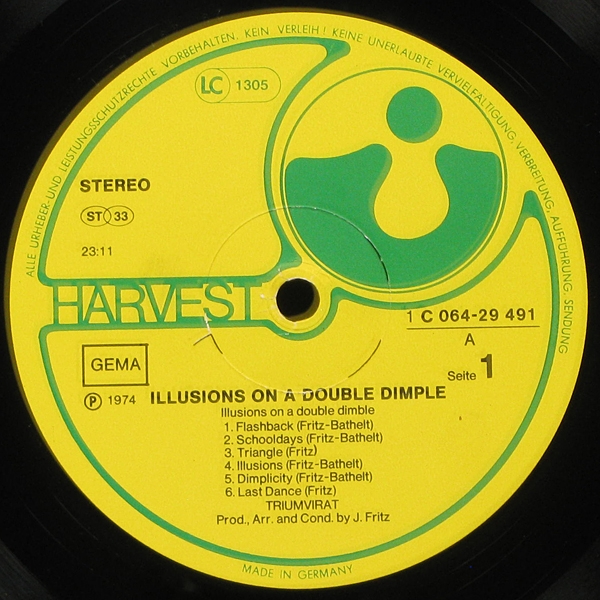 ALLE URHEBER-UND LEISTUNGSSCHUTZRECHTE VORBEHALTEN. KEIN VERLEIH! KEINE UNERLAUBTE VERVIELFÄLTIGUNG, VERBREITUNG, AUFFÜHRUNG, SENDUNG
LC 1305
STEREO
ST 33
23:11
HARVEST
1 C 064-29 491
A
Seite 1
GEMA
℗ 1974 ILLUSIONS ON A DOUBLE DIMPLE
Illusions on a double dimble
1. Flashback (Fritz-Bathelt)
2. Schooldays (Fritz-Bathelt)
3. Triangle (Fritz)
4. Illusions (Fritz-Bathelt)
5. Dimplicity (Fritz-Bathelt)
6. Last Dance (Fritz)
TRIUMVIRAT
Prod., Arr. and Cond. by J. Fritz
MADE IN GERMANY